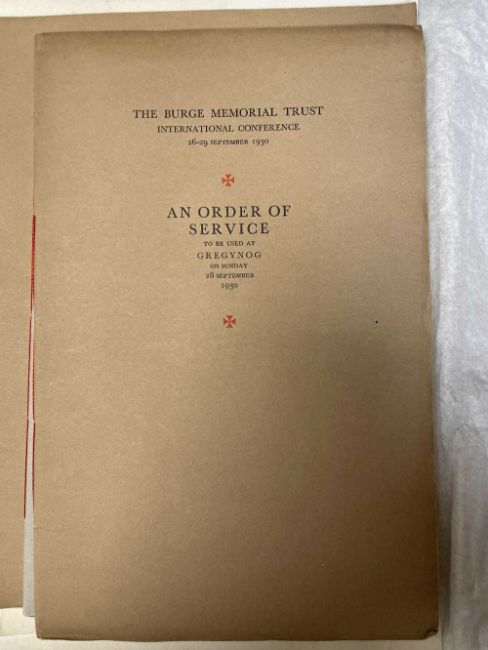 THE BURGE MEMORIAL TRUST
INTERNATIONAL CONFERENCE
26-29 SEPTEMBER 1930
AN ORDER OF
SERVICE
TO BE USED AT
GREGYNOG
ON SUNDAY
28 SEPTEMBER
1930